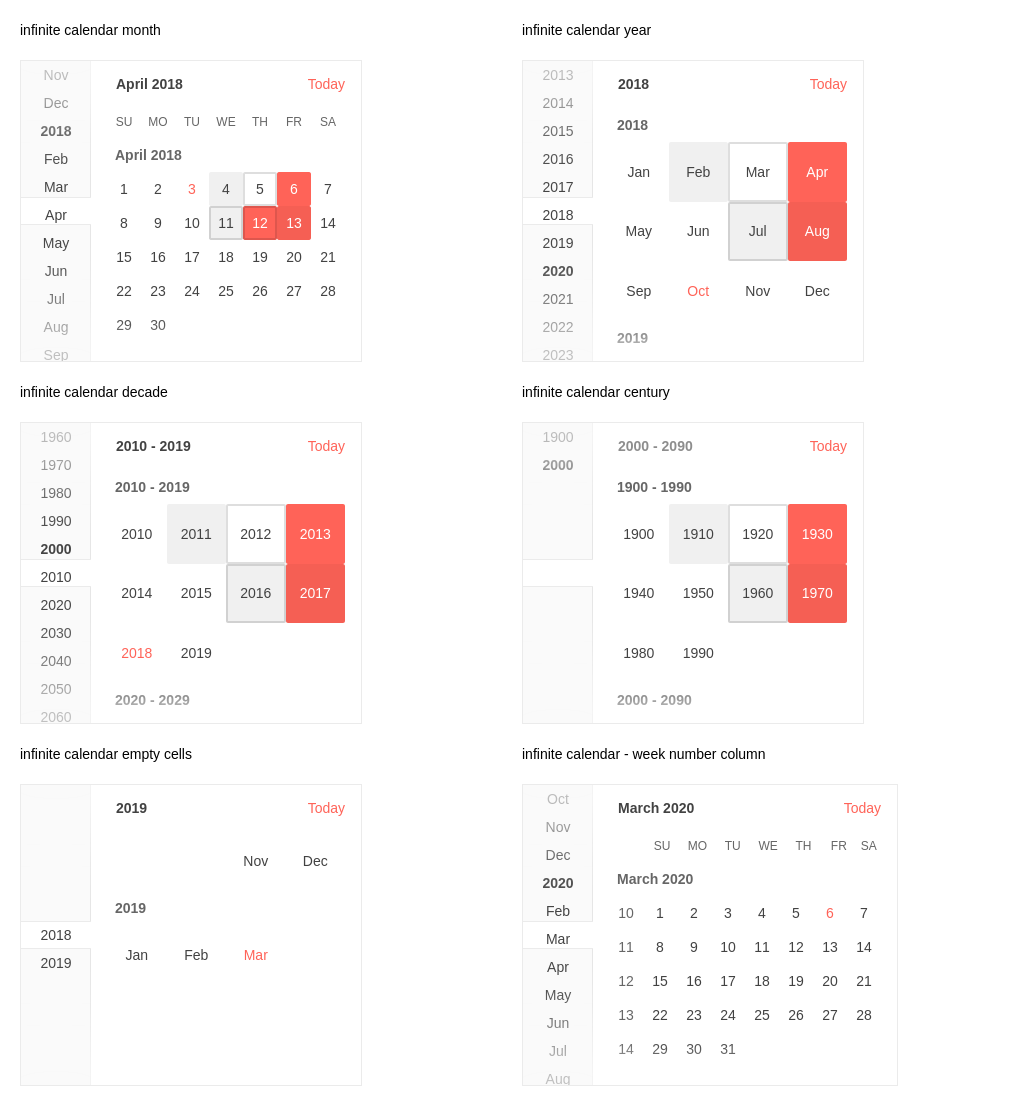 infinite calendar month
Nov
Dec
2018
Feb
Mar
Apr
May
Jun
Jul
Aug
Sep
April 2018 Today
SU MO TU WE TH FR SA
April 2018
1 2 3 4 5 6 7
8 9 10 11 12 13 14
15 16 17 18 19 20 21
22 23 24 25 26 27 28
29 30
infinite calendar year
2013
2014
2015
2016
2017
2018
2019
2020
2021
2022
2023
2018 Today
2018
Jan Feb Mar Apr
May Jun Jul Aug
Sep Oct Nov Dec
2019
infinite calendar decade
1960
1970
1980
1990
2000
2010
2020
2030
2040
2050
2060
2010 - 2019 Today
2010 - 2019
2010 2011 2012 2013
2014 2015 2016 2017
2018 2019
2020 - 2029
infinite calendar century
1900
2000
2000 - 2090 Today
1900 - 1990
1900 1910 1920 1930
1940 1950 1960 1970
1980 1990
2000 - 2090
infinite calendar empty cells
2018
2019
2019 Today
Nov Dec
2019
Jan Feb Mar
infinite calendar - week number column
Oct
Nov
Dec
2020
Feb
Mar
Apr
May
Jun
Jul
Aug
March 2020 Today
SU MO TU WE TH FR SA
March 2020
10 1 2 3 4 5 6 7
11 8 9 10 11 12 13 14
12 15 16 17 18 19 20 21
13 22 23 24 25 26 27 28
14 29 30 31